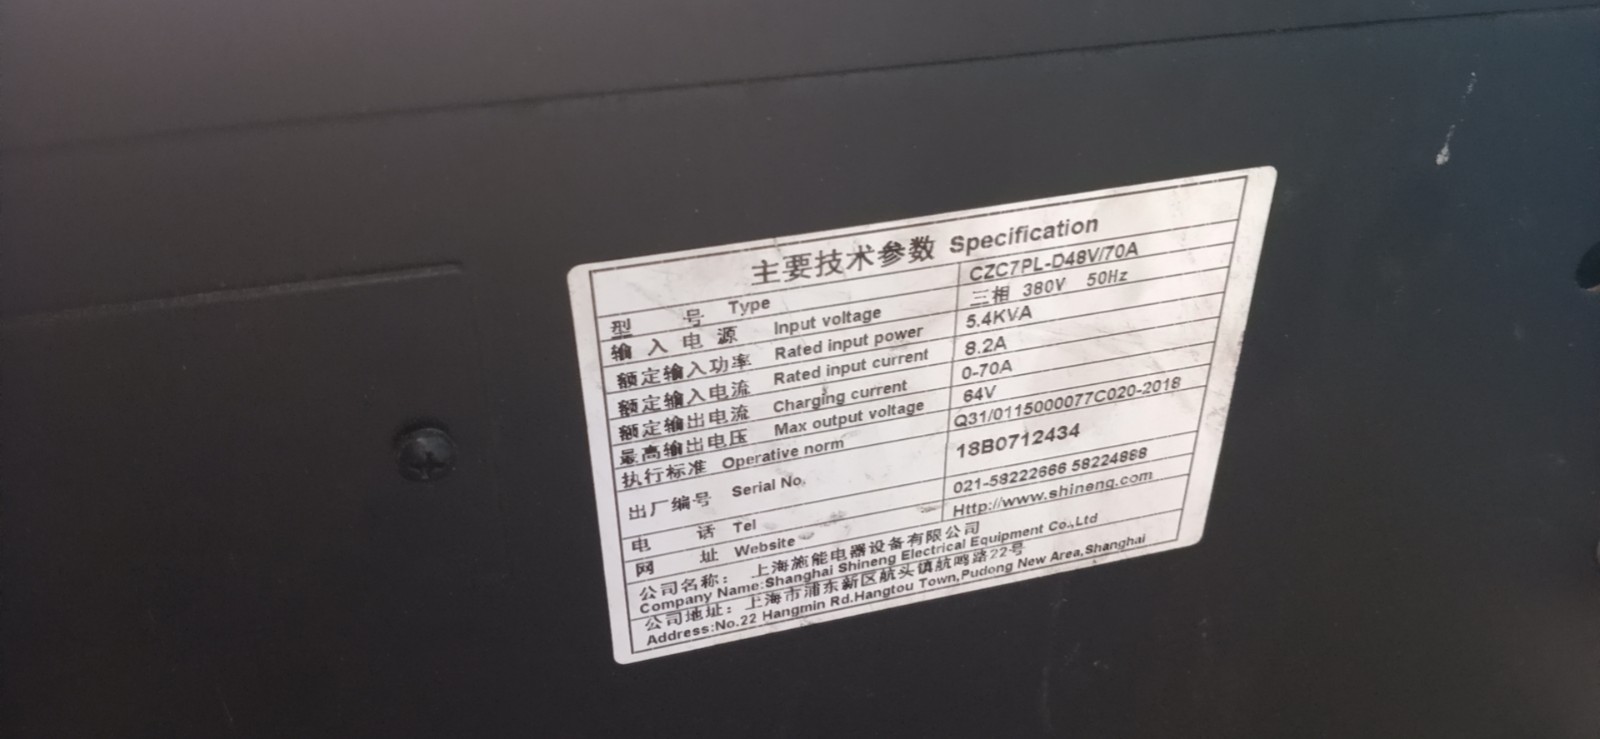 主要技术参数 Specification
型 号 Type CZC7PL-D48V/70A
输入电源 Input voltage 三相 380V 50Hz
额定输入功率 Rated input power 5.4KVA
额定输入电流 Rated input current 8.2A
额定输出电流 Charging current 0-70A
最高输出电压 Max output voltage 64V
执行标准 Operative norm Q31/0115000077C020-2018
出厂编号 Serial No. 18B0712434
电 话 Tel 021-58222666 58224888
网 址 Website Http://www.shineng.com
公司名称：上海施能电器设备有限公司
Company Name:Shanghai Shineng Electrical Equipment Co.,Ltd
公司地址：上海市浦东新区航头镇航鸣路22号
Address:No.22 Hangmin Rd.Hangtou Town,Pudong New Area,Shanghai